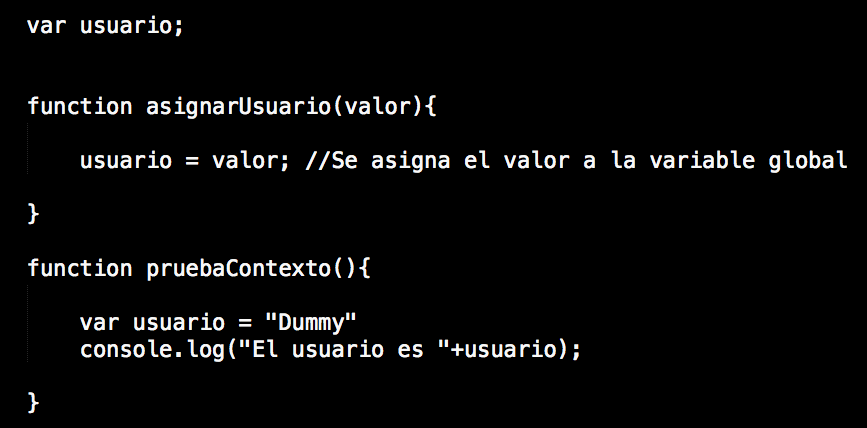 var usuario;
function asignarUsuario(valor){
usuario = valor; //Se asigna el valor a la variable global
}
function pruebaContexto(){
var usuario = "Dummy"
console.log("El usuario es "+usuario);
}